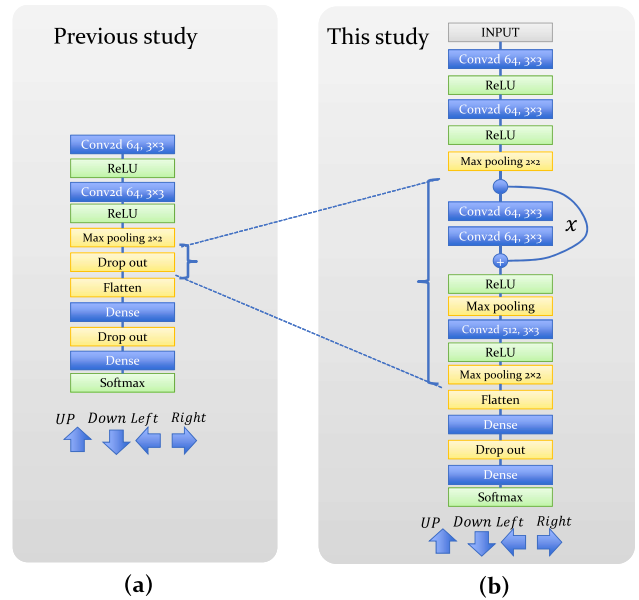 Previous study
Conv2d 64, 3×3
ReLU
Conv2d 64, 3×3
ReLU
Max pooling 2×2
Drop out
Flatten
Dense
Drop out
Dense
Softmax
UP Down Left Right
(a)
This study
INPUT
Conv2d 64, 3×3
ReLU
Conv2d 64, 3×3
ReLU
Max pooling 2×2
Conv2d 64, 3×3
x
Conv2d 64, 3×3
+
ReLU
Max pooling
Conv2d 512, 3×3
ReLU
Max pooling 2×2
Flatten
Dense
Drop out
Dense
Softmax
UP Down Left Right
(b)